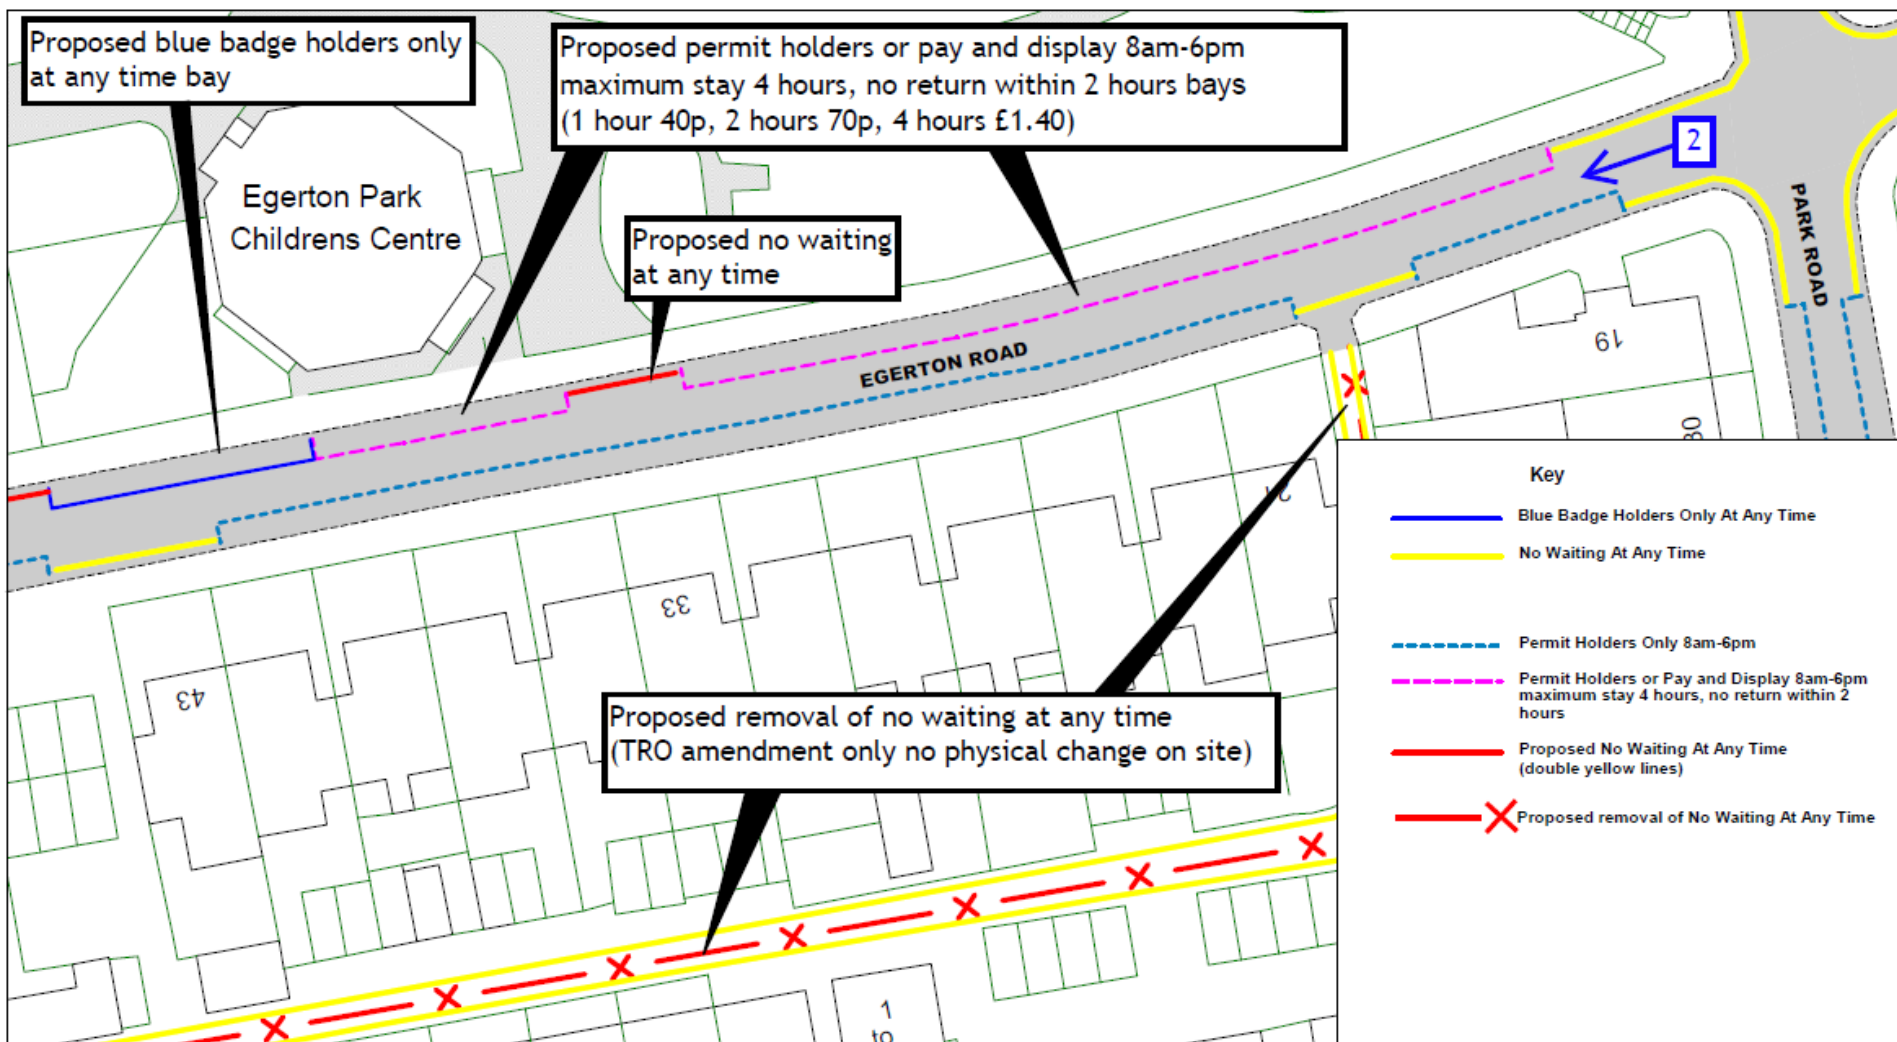 Proposed blue badge holders only
at any time bay
Proposed permit holders or pay and display 8am-6pm
maximum stay 4 hours, no return within 2 hours bays
(1 hour 40p, 2 hours 70p, 4 hours £1.40)
2
Egerton Park
Childrens Centre
Proposed no waiting
at any time
PARK ROAD
EGERTON ROAD
19
80
21
33
43
Proposed removal of no waiting at any time
(TRO amendment only no physical change on site)
1
to
Key
Blue Badge Holders Only At Any Time
No Waiting At Any Time
Permit Holders Only 8am-6pm
Permit Holders or Pay and Display 8am-6pm
maximum stay 4 hours, no return within 2
hours
Proposed No Waiting At Any Time
(double yellow lines)
Proposed removal of No Waiting At Any Time